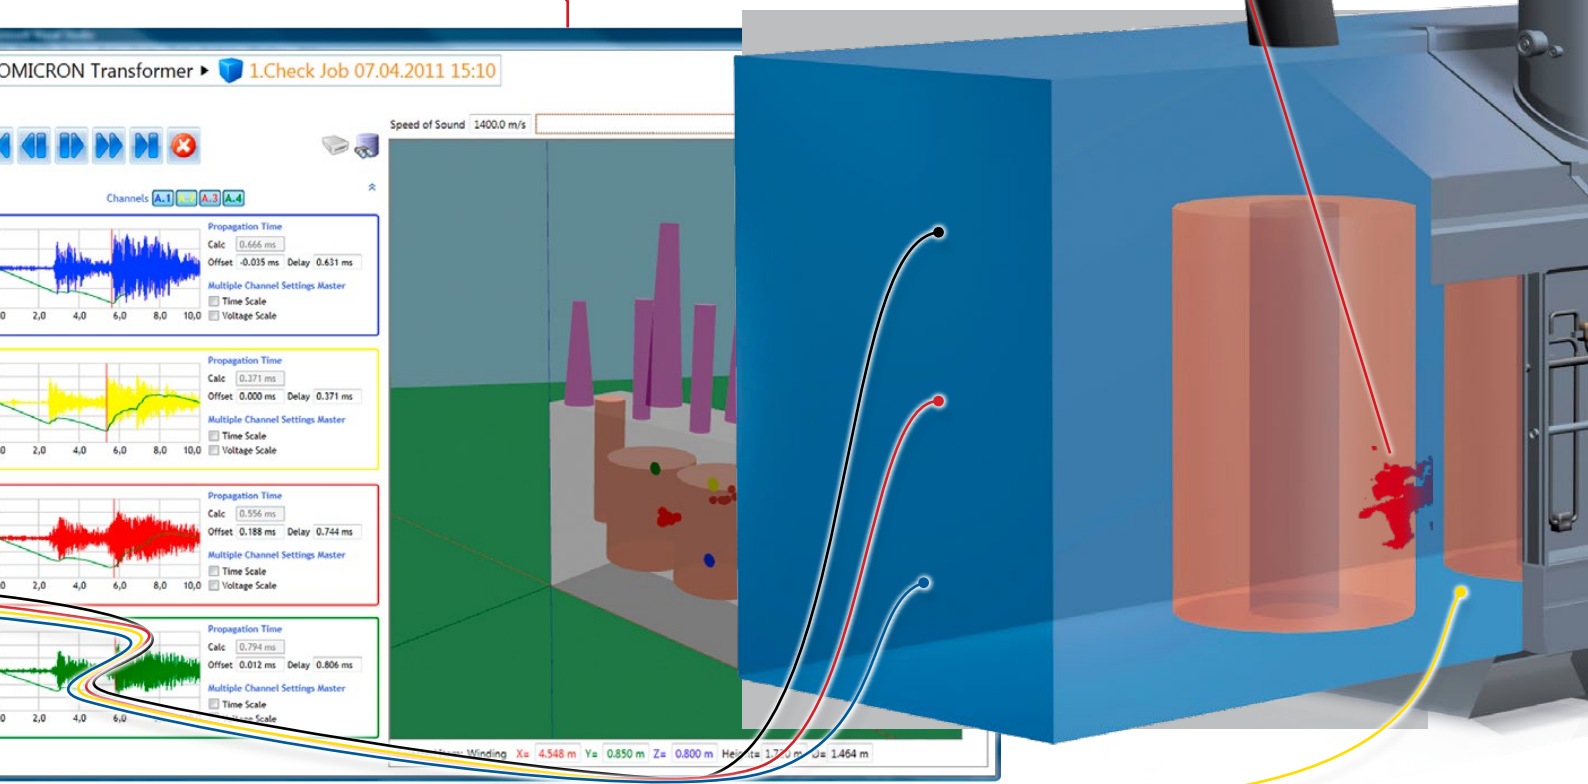 OMICRON Transformer
1.Check Job 07.04.2011 15:10
Speed of Sound 1400.0 m/s
Channels A.1 A.3 A.4
Propagation Time
Calc 0.666 ms
Offset -0.035 ms Delay 0.631 ms
Multiple Channel Settings Master
Time Scale
Voltage Scale
0 2,0 4,0 6,0 8,0 10,0
Propagation Time
Calc 0.371 ms
Offset 0.000 ms Delay 0.371 ms
Multiple Channel Settings Master
Time Scale
Voltage Scale
0 2,0 4,0 6,0 8,0 10,0
Propagation Time
Calc 0.556 ms
Offset 0.188 ms Delay 0.744 ms
Multiple Channel Settings Master
Time Scale
Voltage Scale
0 2,0 4,0 6,0 8,0 10,0
Propagation Time
Calc 0.794 ms
Offset 0.012 ms Delay 0.806 ms
Multiple Channel Settings Master
Time Scale
Scale
0 2,0 4,0 6,0
Winding X= 4.548 m Y= 0.850 m Z= 0.800 m D= 1.464 m